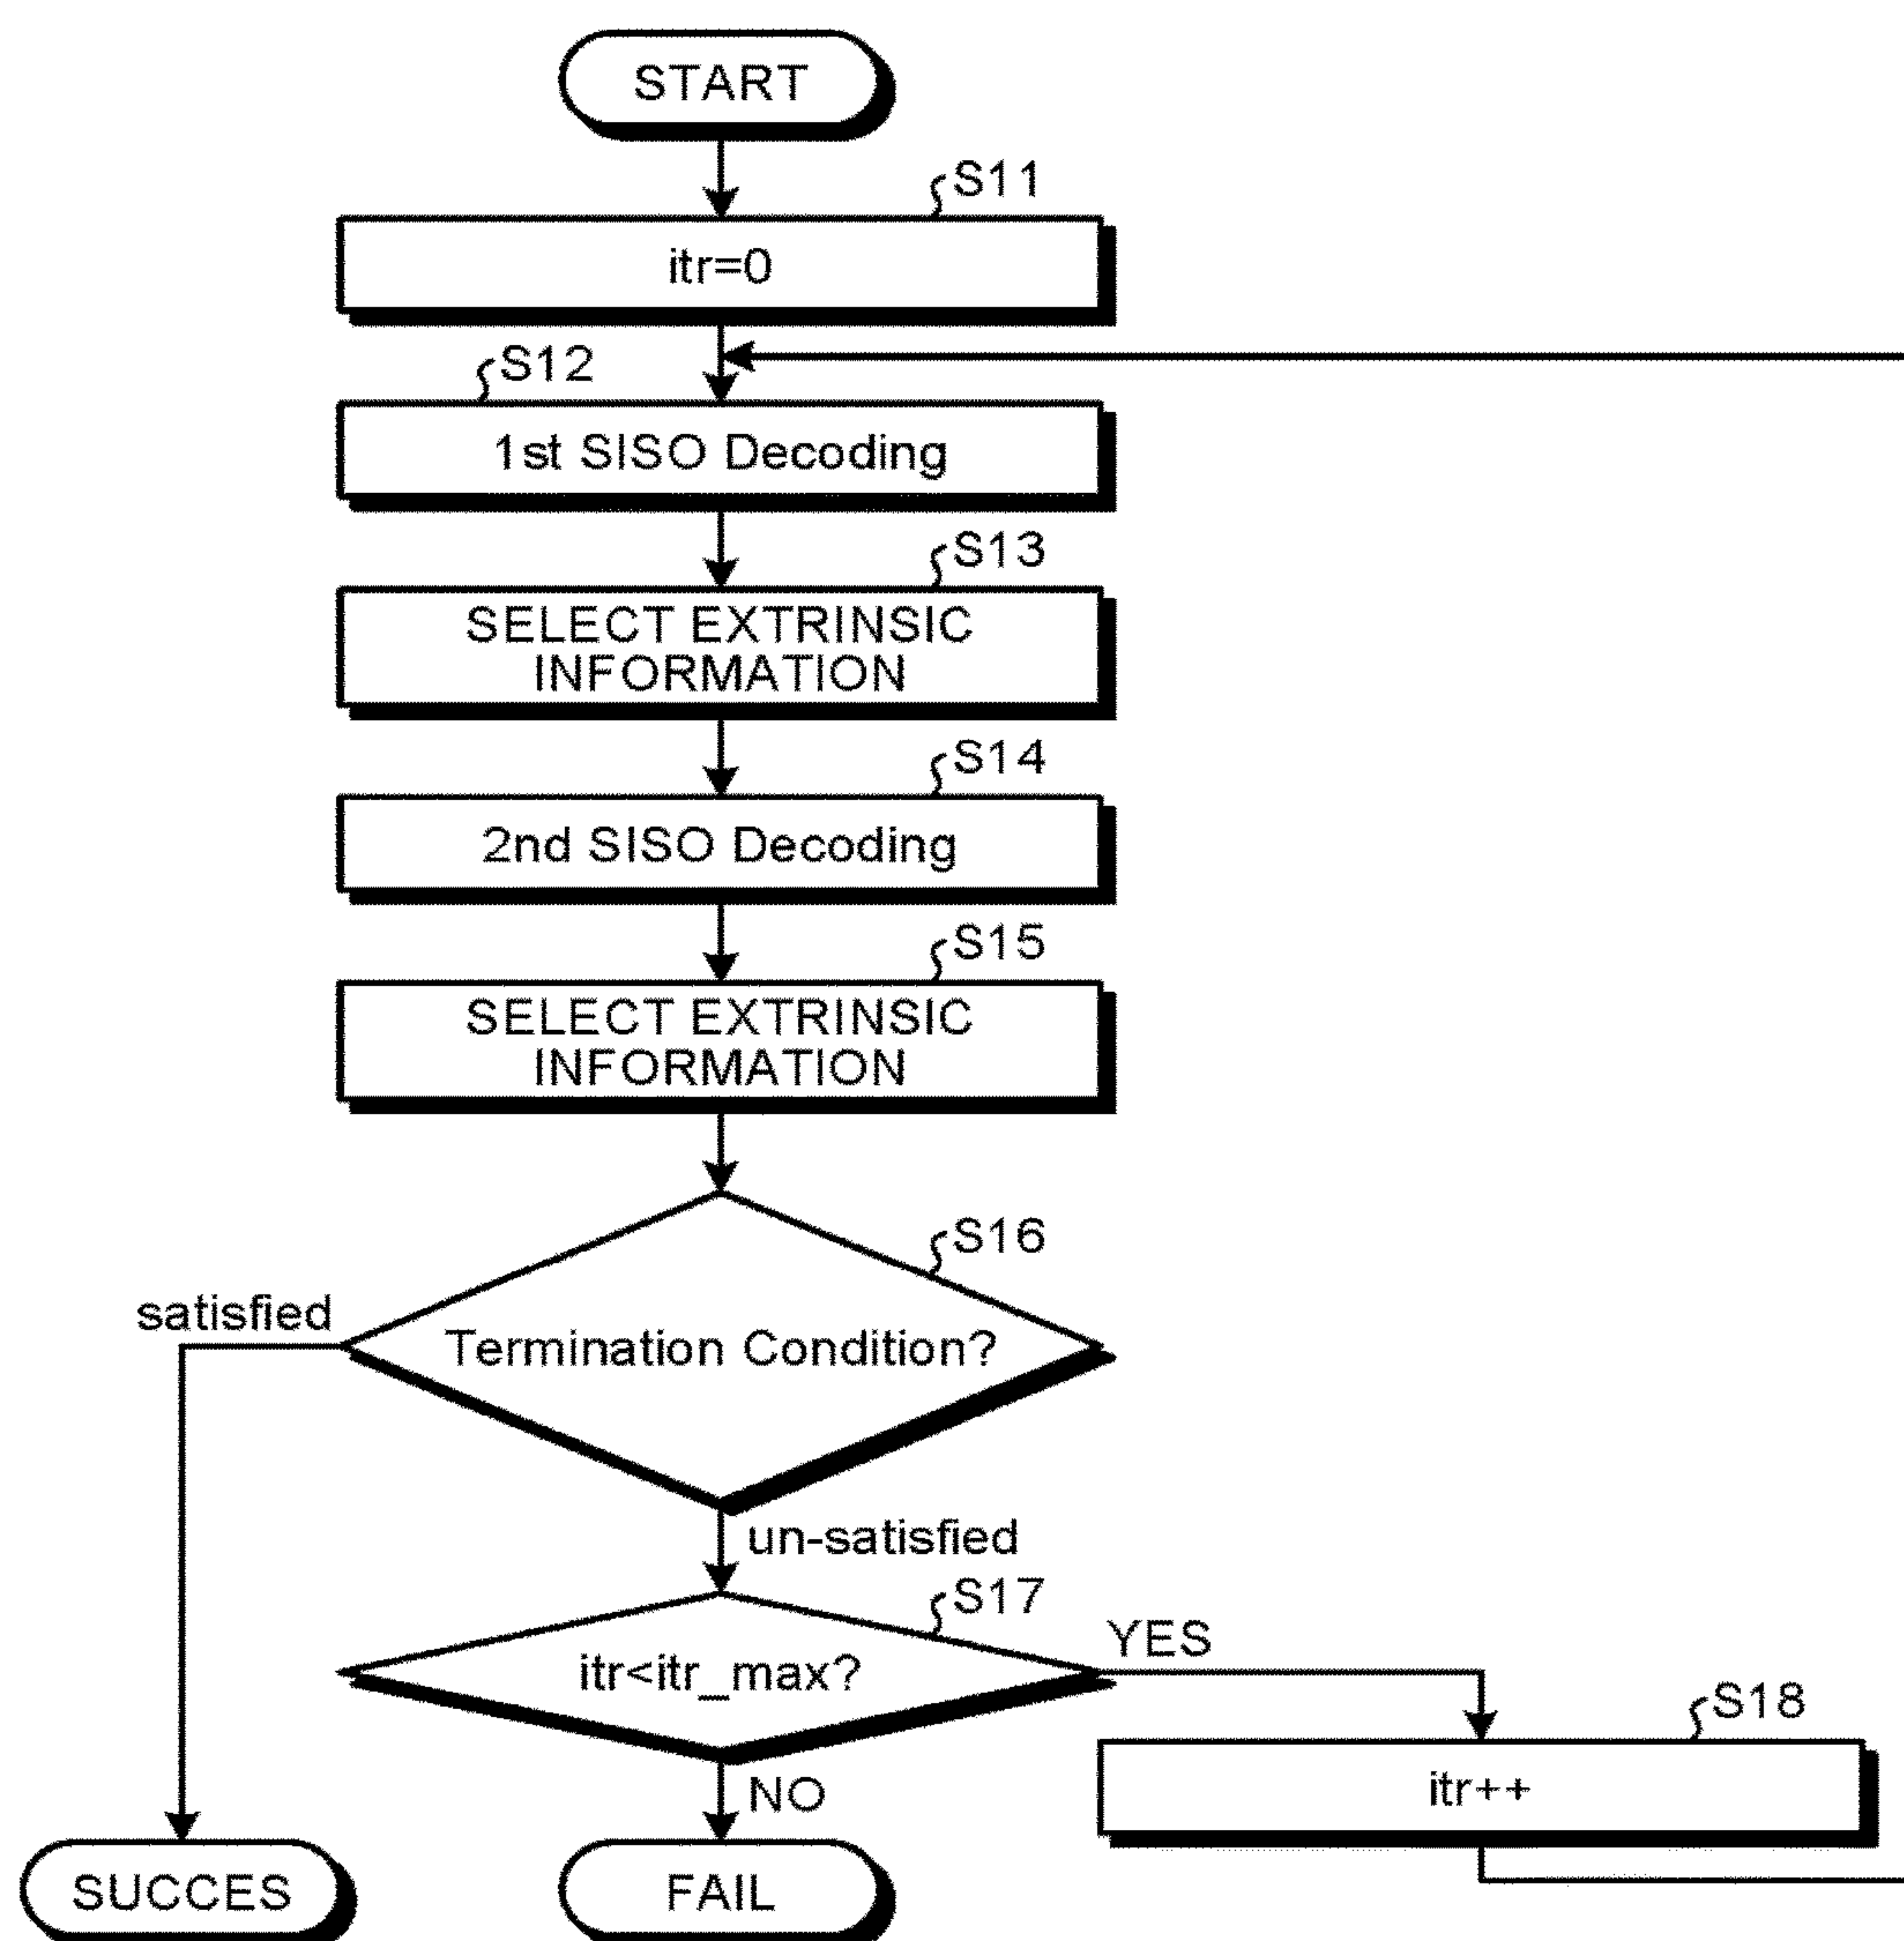 START
S11
itr=0
S12
1st SISO Decoding
S13
SELECT EXTRINSIC
INFORMATION
S14
2nd SISO Decoding
S15
SELECT EXTRINSIC
INFORMATION
S16
satisfied
Termination Condition?
un-satisfied
S17
YES
itr<itr_max?
S18
NO
itr++
SUCCES
FAIL